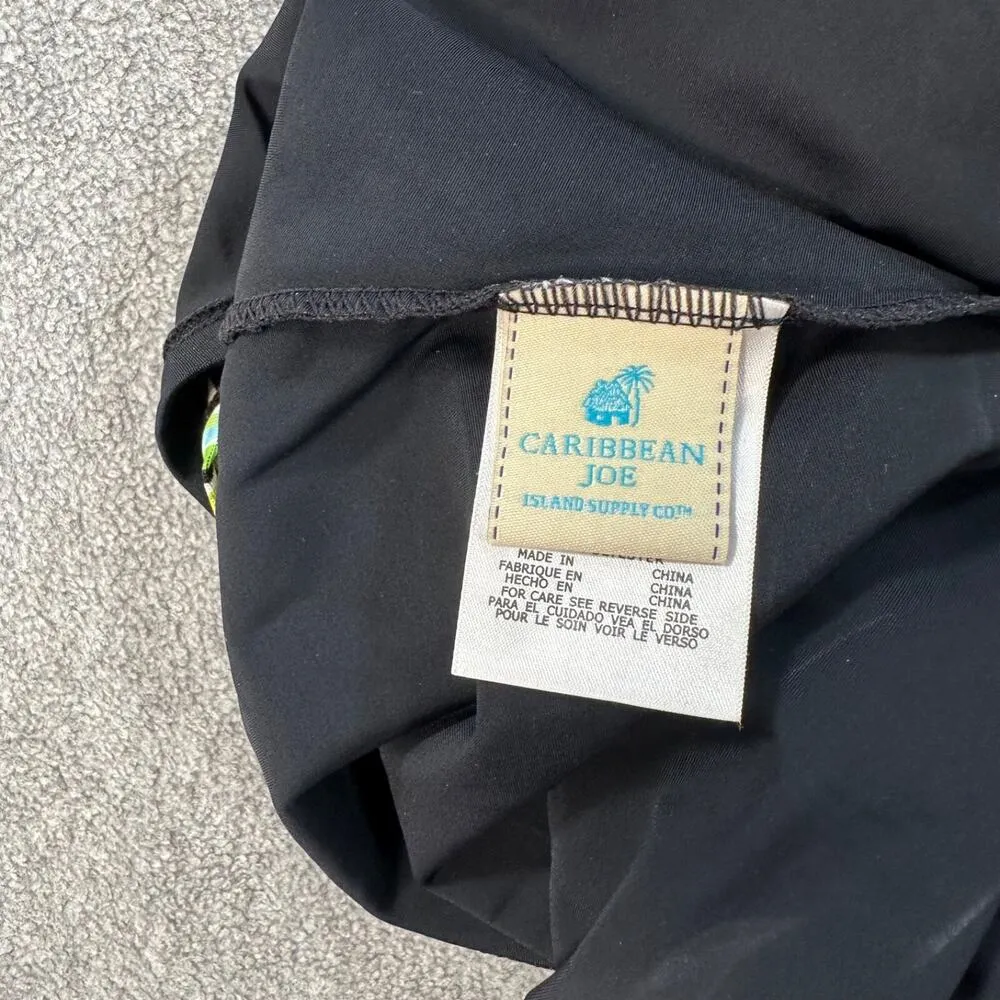 CARIBBEAN
JOE
ISLAND SUPPLY CO™
MADE IN CHINA
FABRIQUE EN CHINA
HECHO EN CHINA
FOR CARE SEE REVERSE SIDE
PARA EL CUIDADO VEA EL DORSO
POUR LE SOIN VOIR LE VERSO